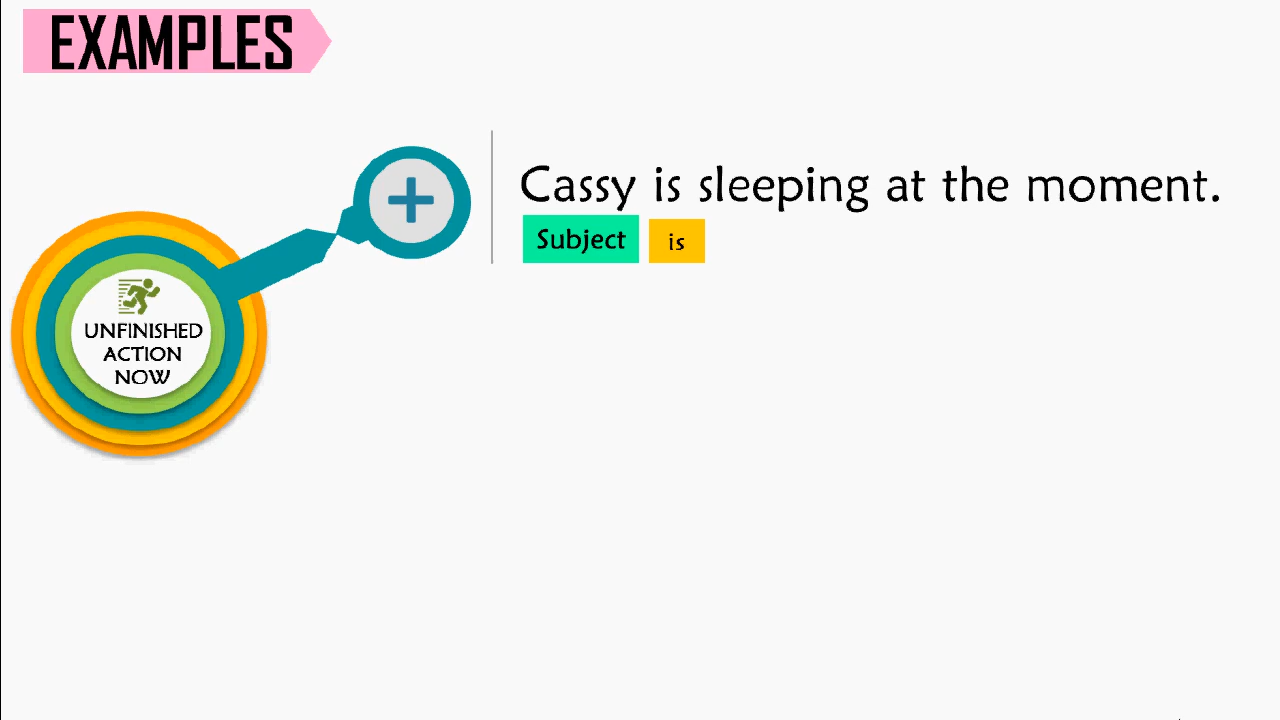 EXAMPLES
Cassy is sleeping at the moment.
Subject is
UNFINISHED
ACTION
NOW